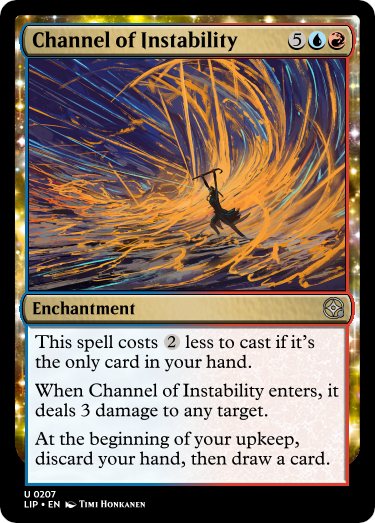 Channel of Instability 5
Enchantment
This spell costs 2 less to cast if it's
the only card in your hand.
When Channel of Instability enters, it
deals 3 damage to any target.
At the beginning of your upkeep,
discard your hand, then draw a card.
U 0207
LIP • EN Timi Honkanen